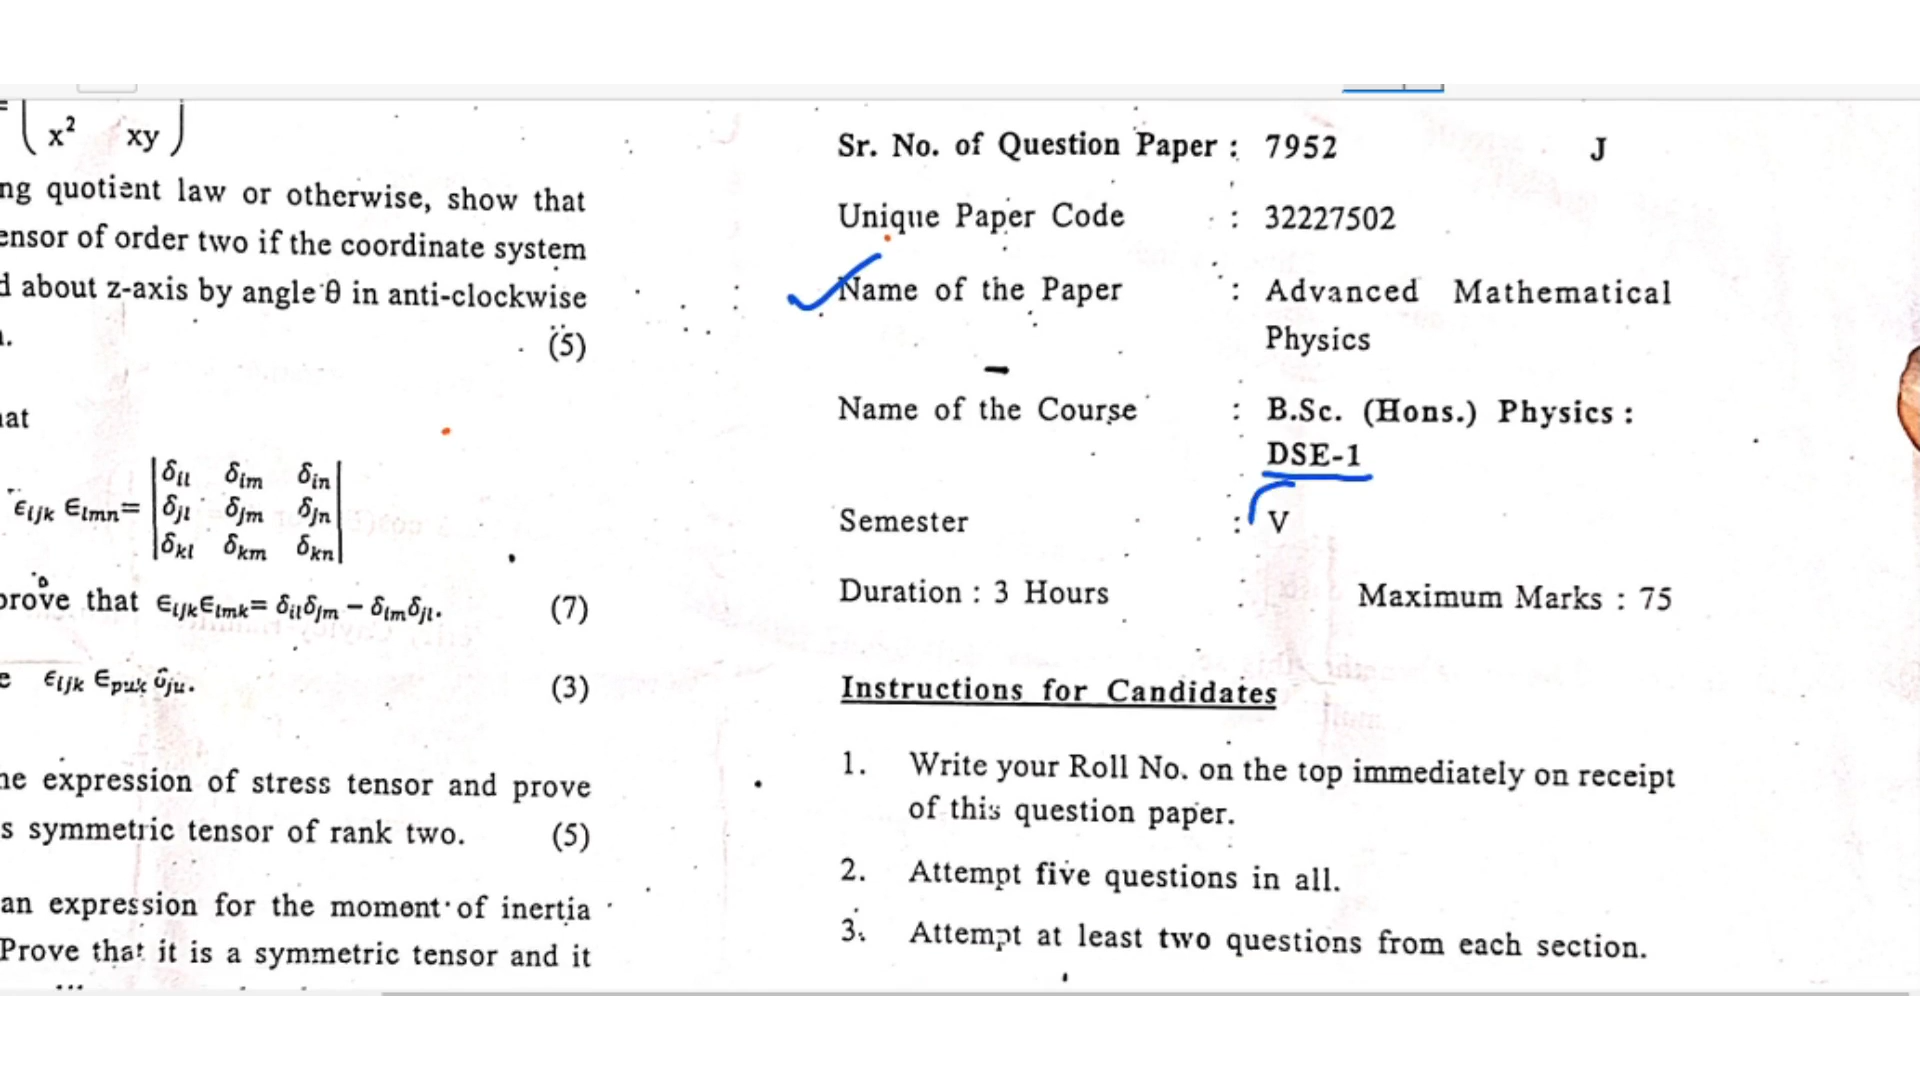 x² xy
ng quotient law or otherwise, show that
ensor of order two if the coordinate system
d about z-axis by angle θ in anti-clockwise
(5)
hat
ϵijk ϵlmn= | δil δim δin |
| δjl δjm δjn |
| δkl δkm δkn |
prove that ϵijkϵlmk= δilδjm − δimδjl. (7)
e ϵijk ϵpuk δju. (3)
he expression of stress tensor and prove
s symmetric tensor of rank two. (5)
an expression for the moment of inertia
Prove that it is a symmetric tensor and it
Sr. No. of Question Paper : 7952 J
Unique Paper Code : 32227502
Name of the Paper : Advanced Mathematical
Physics
Name of the Course : B.Sc. (Hons.) Physics :
DSE-1
Semester : V
Duration : 3 Hours Maximum Marks : 75
Instructions for Candidates
1. Write your Roll No. on the top immediately on receipt
of this question paper.
2. Attempt five questions in all.
3. Attempt at least two questions from each section.